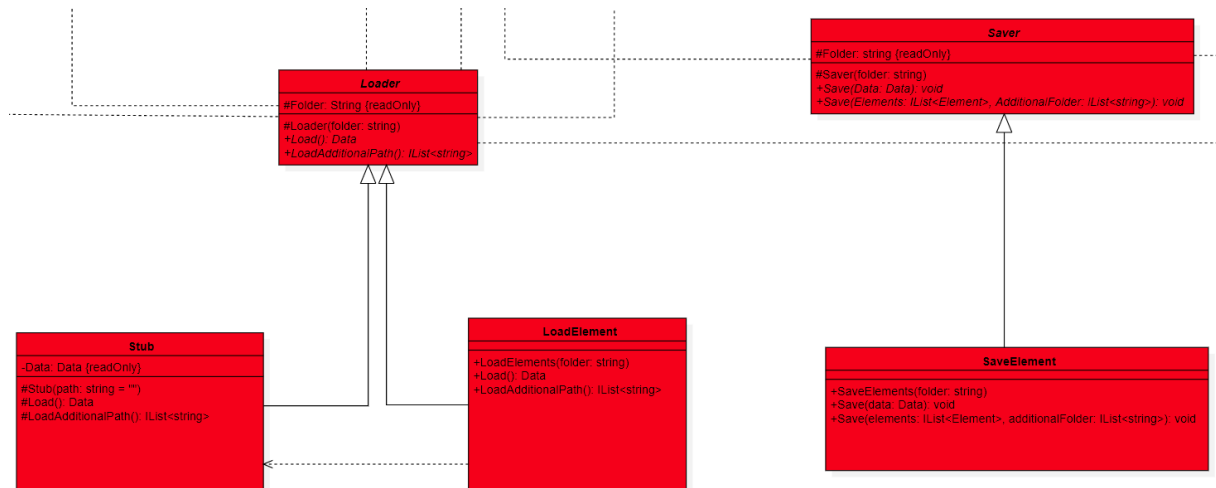 Saver
#Folder: string {readOnly}
#Saver(folder: string)
+Save(Data: Data): void
+Save(Elements: IList<Element>, AdditionalFolder: IList<string>): void
Loader
#Folder: String {readOnly}
#Loader(folder: string)
+Load(): Data
+LoadAdditionalPath(): IList<string>
Stub
-Data: Data {readOnly}
#Stub(path: string = "")
#Load(): Data
#LoadAdditionalPath(): IList<string>
LoadElement
+LoadElements(folder: string)
+Load(): Data
+LoadAdditionalPath(): IList<string>
SaveElement
+SaveElements(folder: string)
+Save(data: Data): void
+Save(elements: IList<Element>, additionalFolder: IList<string>): void